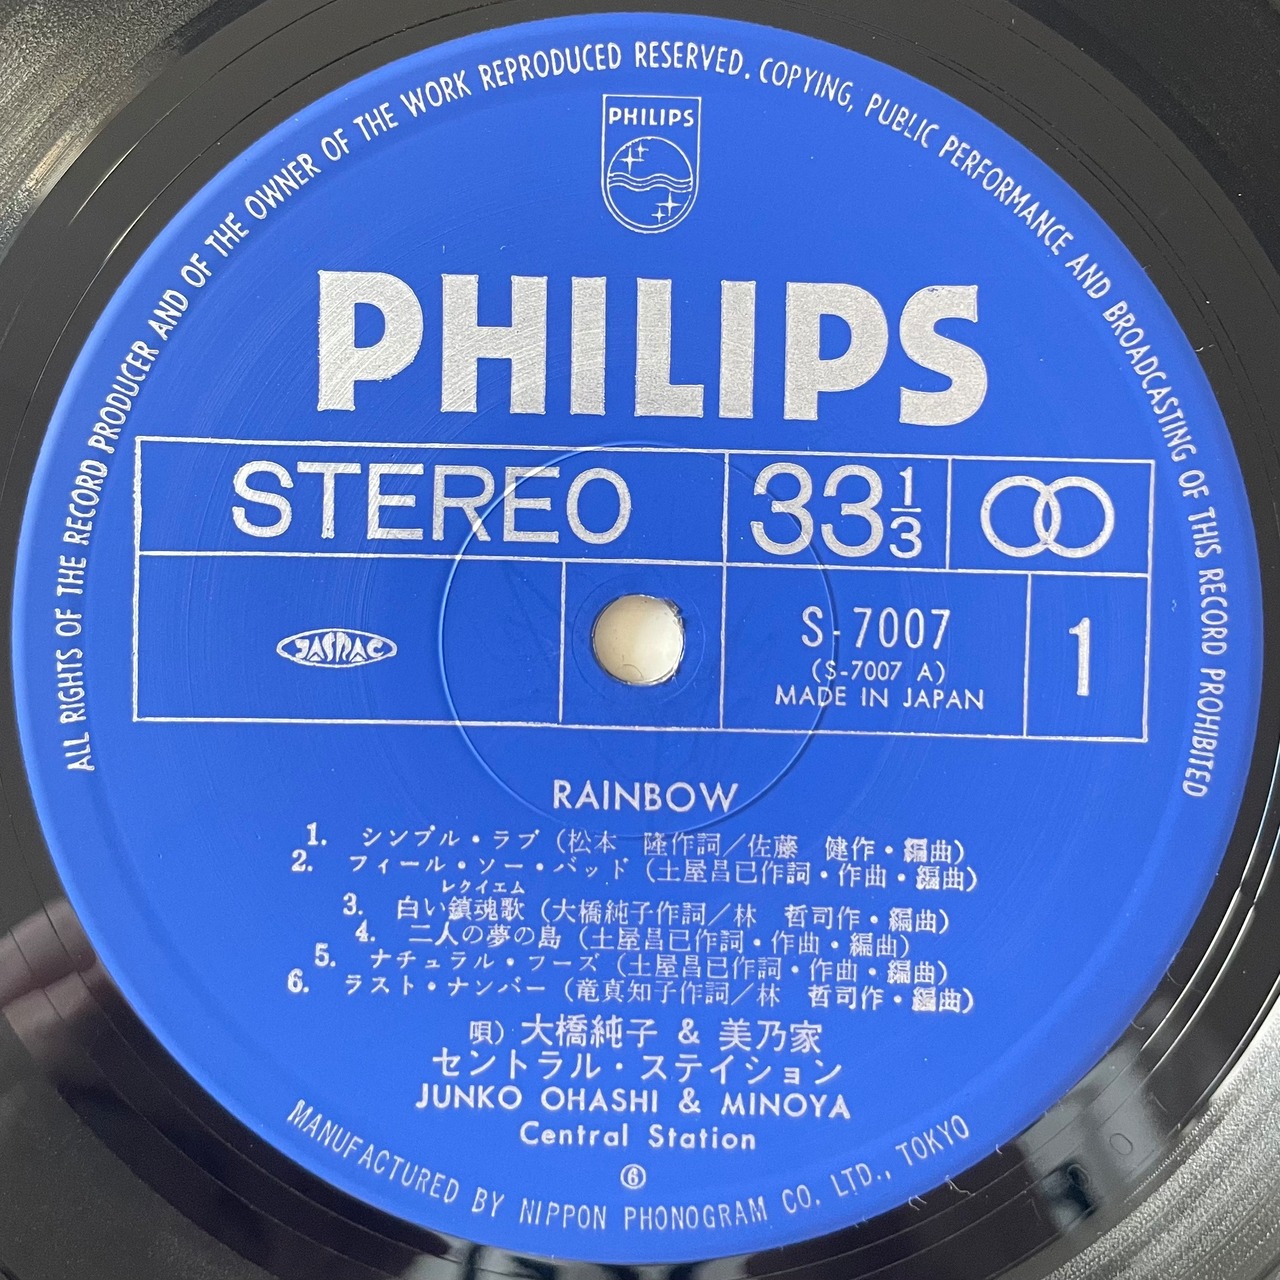 ALL RIGHTS OF THE RECORD PRODUCER AND OF THE OWNER OF THE WORK REPRODUCED RESERVED. COPYING, PUBLIC PERFORMANCE AND BROADCASTING OF THIS RECORD PROHIBITED
PHILIPS
PHILIPS
STEREO 33 1/3
JASRAC
S-7007
(S-7007 A)
MADE IN JAPAN
1
RAINBOW
1. シンプル・ラブ (松本 隆作詞/佐藤 健作・編曲)
2. フィール・ソー・バッド (土屋昌巳作詞・作曲・編曲)
レクイエム
3. 白い鎮魂歌 (大橋純子作詞/林 哲司作・編曲)
4. 二人の夢の島 (土屋昌巳作詞・作曲・編曲)
5. ナチュラル・フーズ (土屋昌巳作詞・作曲・編曲)
6. ラスト・ナンバー (竜真知子作詞/林 哲司作・編曲)
唄) 大橋純子 & 美乃家
セントラル・ステイション
JUNKO OHASHI & MINOYA
Central Station
⑥
MANUFACTURED BY NIPPON PHONOGRAM CO. LTD., TOKYO